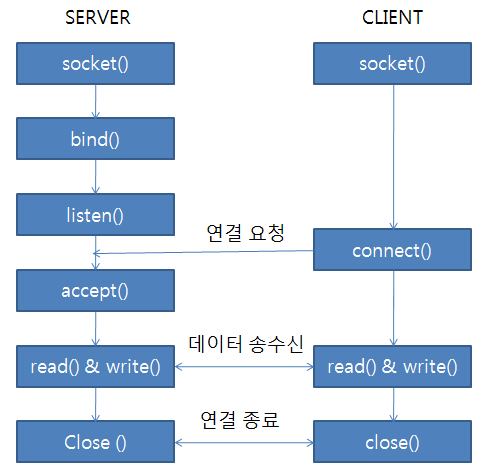 SERVER
CLIENT
socket()
socket()
bind()
listen()
연결 요청
connect()
accept()
데이터 송수신
read() & write()
read() & write()
연결 종료
Close ()
close()